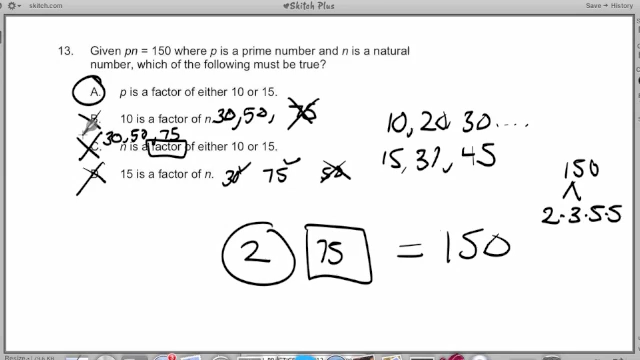 skitch.com
Skitch Plus
Save → History
13. Given pn = 150 where p is a prime number and n is a natural
number, which of the following must be true?
A. p is a factor of either 10 or 15.
B. 10 is a factor of n. 30, 50, 75
30, 50, 75
C. n is a factor of either 10 or 15.
D. 15 is a factor of n. 30 75 50
10, 20 30 ....
15, 45
150
2·3·5·5
2 75 = 150